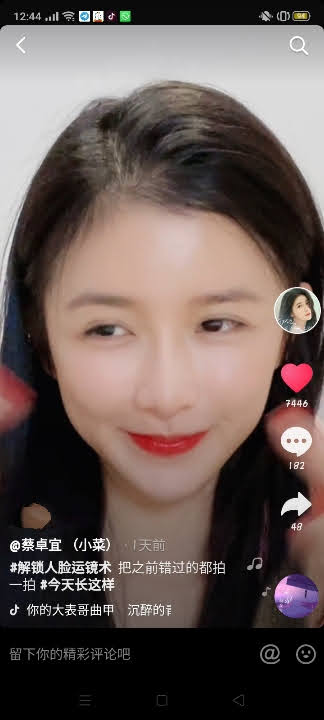 12:44
7446
182
48
@蔡卓宜 （小菜） · 1天前
#解锁人脸运镜术 把之前错过的都拍
一拍 #今天长这样
你的大表哥曲甲 沉醉的
留下你的精彩评论吧